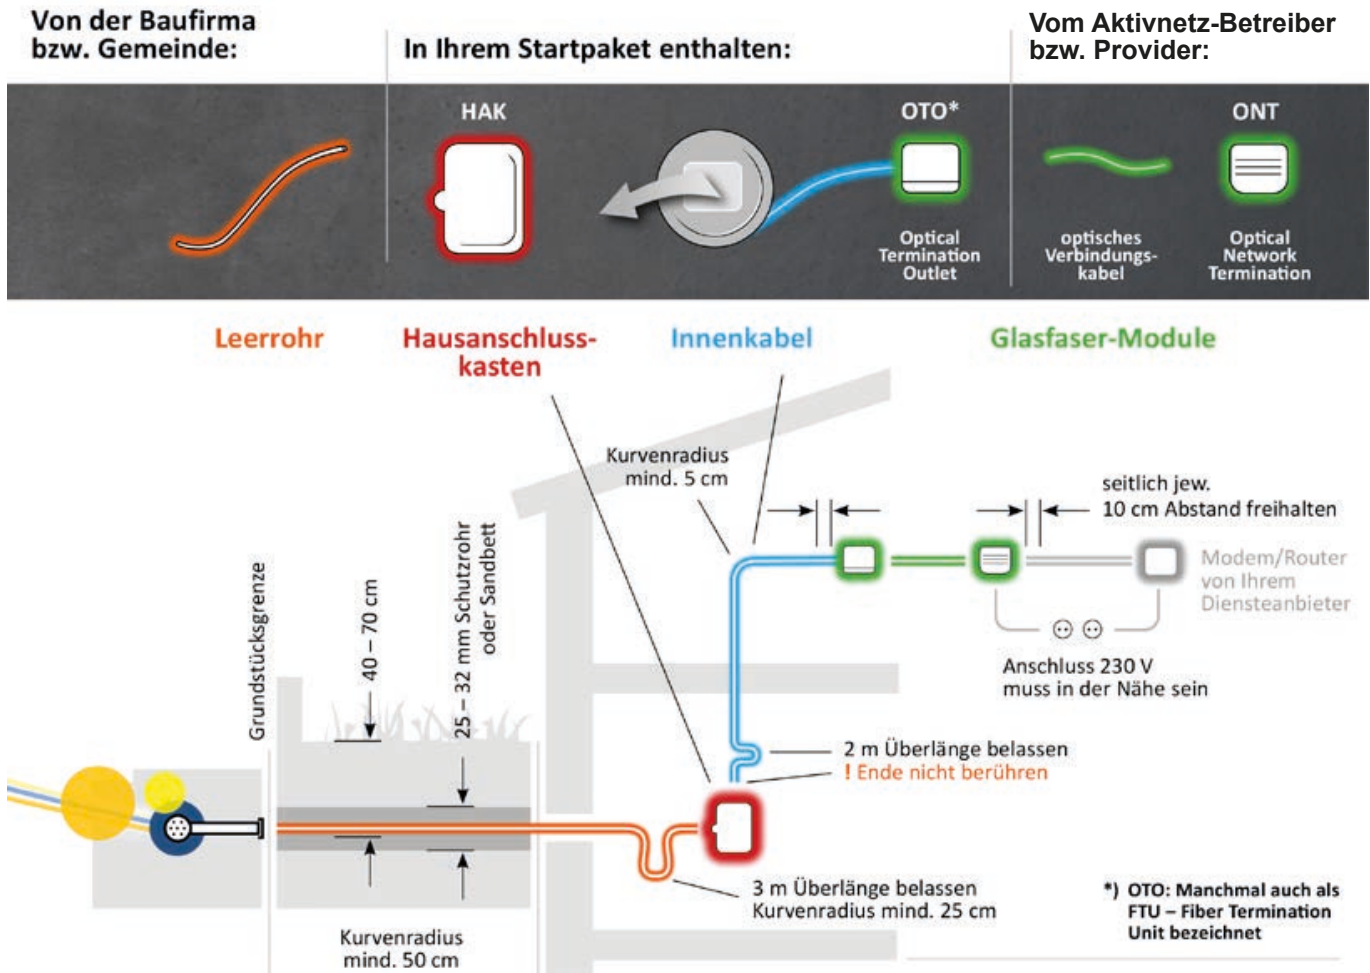 Von der Baufirma
bzw. Gemeinde:
In Ihrem Startpaket enthalten:
Vom Aktivnetz-Betreiber
bzw. Provider:
HAK
OTO*
ONT
Optical
Termination
Outlet
optisches
Verbindungs-
kabel
Optical
Network
Termination
Leerrohr
Hausanschluss-
kasten
Innenkabel
Glasfaser-Module
Kurvenradius
mind. 5 cm
seitlich jew.
10 cm Abstand freihalten
Modem/Router
von Ihrem
Diensteanbieter
Anschluss 230 V
muss in der Nähe sein
Grundstücksgrenze
40 – 70 cm
25 – 32 mm Schutzrohr
oder Sandbett
2 m Überlänge belassen
! Ende nicht berühren
3 m Überlänge belassen
Kurvenradius mind. 25 cm
Kurvenradius
mind. 50 cm
*) OTO: Manchmal auch als
FTU – Fiber Termination
Unit bezeichnet